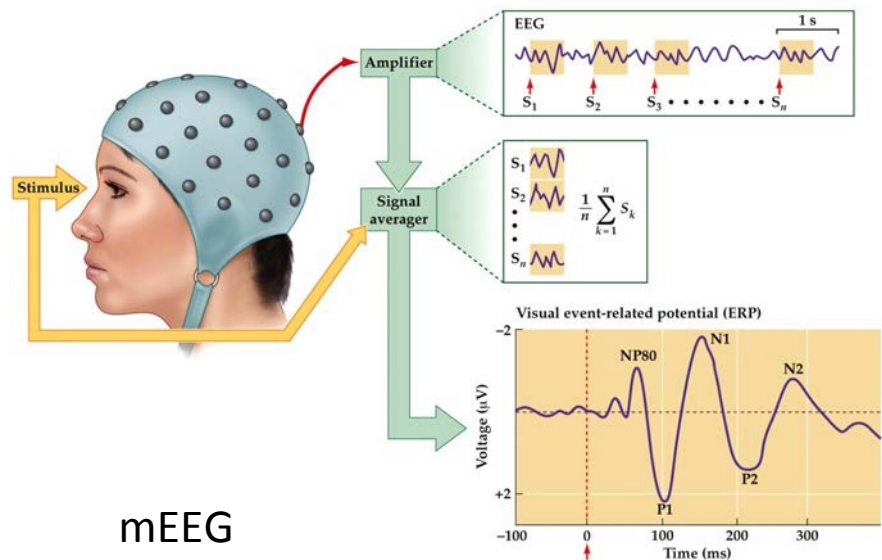 EEG
1 s
Amplifier
S1 S2 S3 Sn
Stimulus
Signal
averager
S1
S2
Sn
1/n n∑k=1 Sk
Visual event-related potential (ERP)
−2
N1
NP80
N2
Voltage (μV)
P2
+2
P1
−100 0 100 200 300
Time (ms)
mEEG